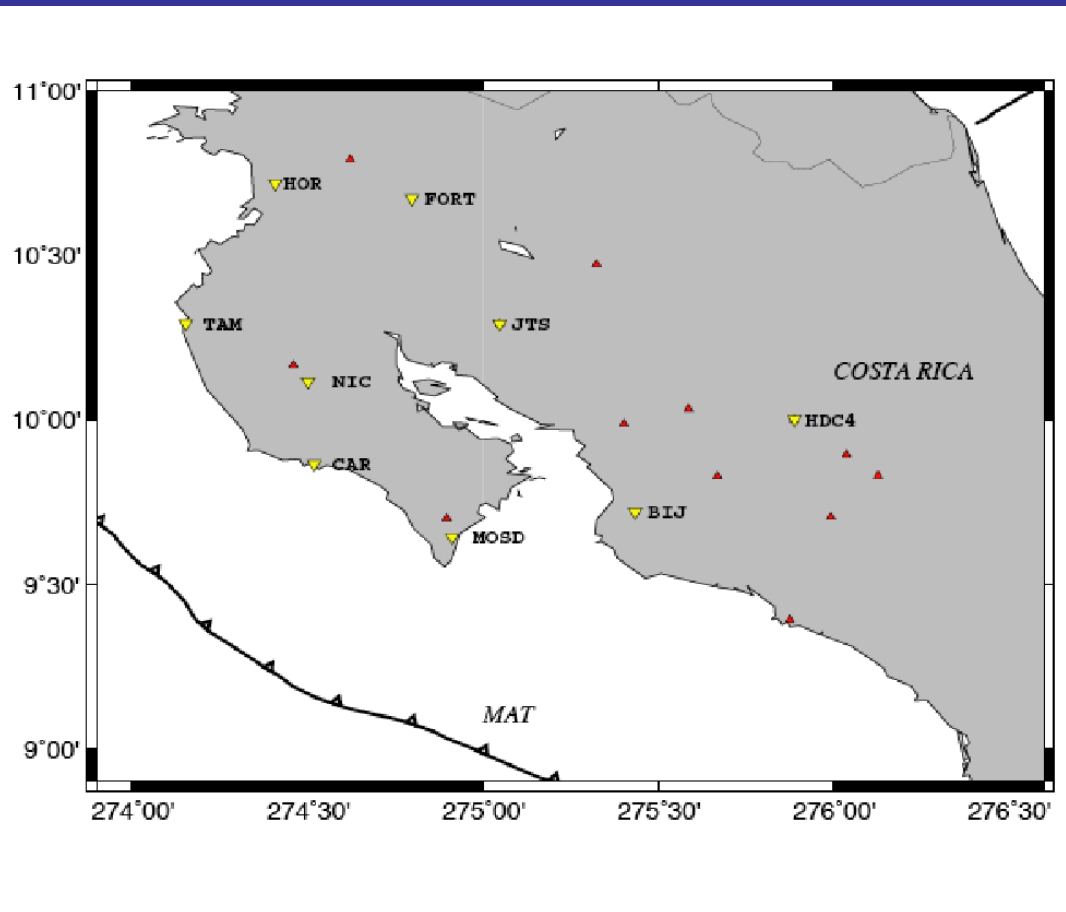 11°00'
HOR
FORT
10°30'
TAM
JTS
COSTA RICA
NIC
10°00'
HDC4
CAR
BIJ
MOSD
9°30'
MAT
9°00'
274°00' 274°30' 275°00' 275°30' 276°00' 276°30'